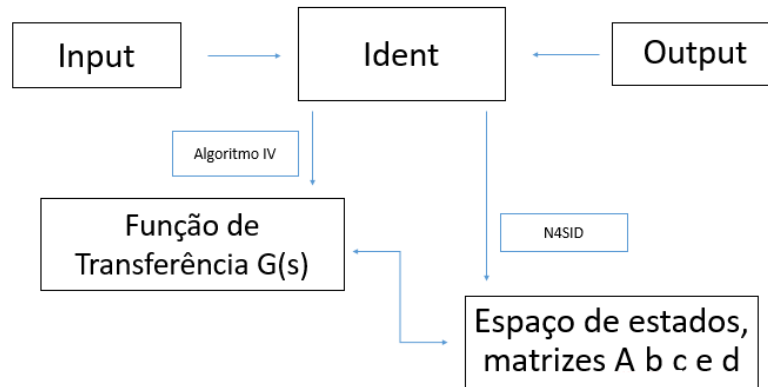 Input
Ident
Output
Algoritmo IV
Função de
Transferência G(s)
N4SID
Espaço de estados,
matrizes A b c e d